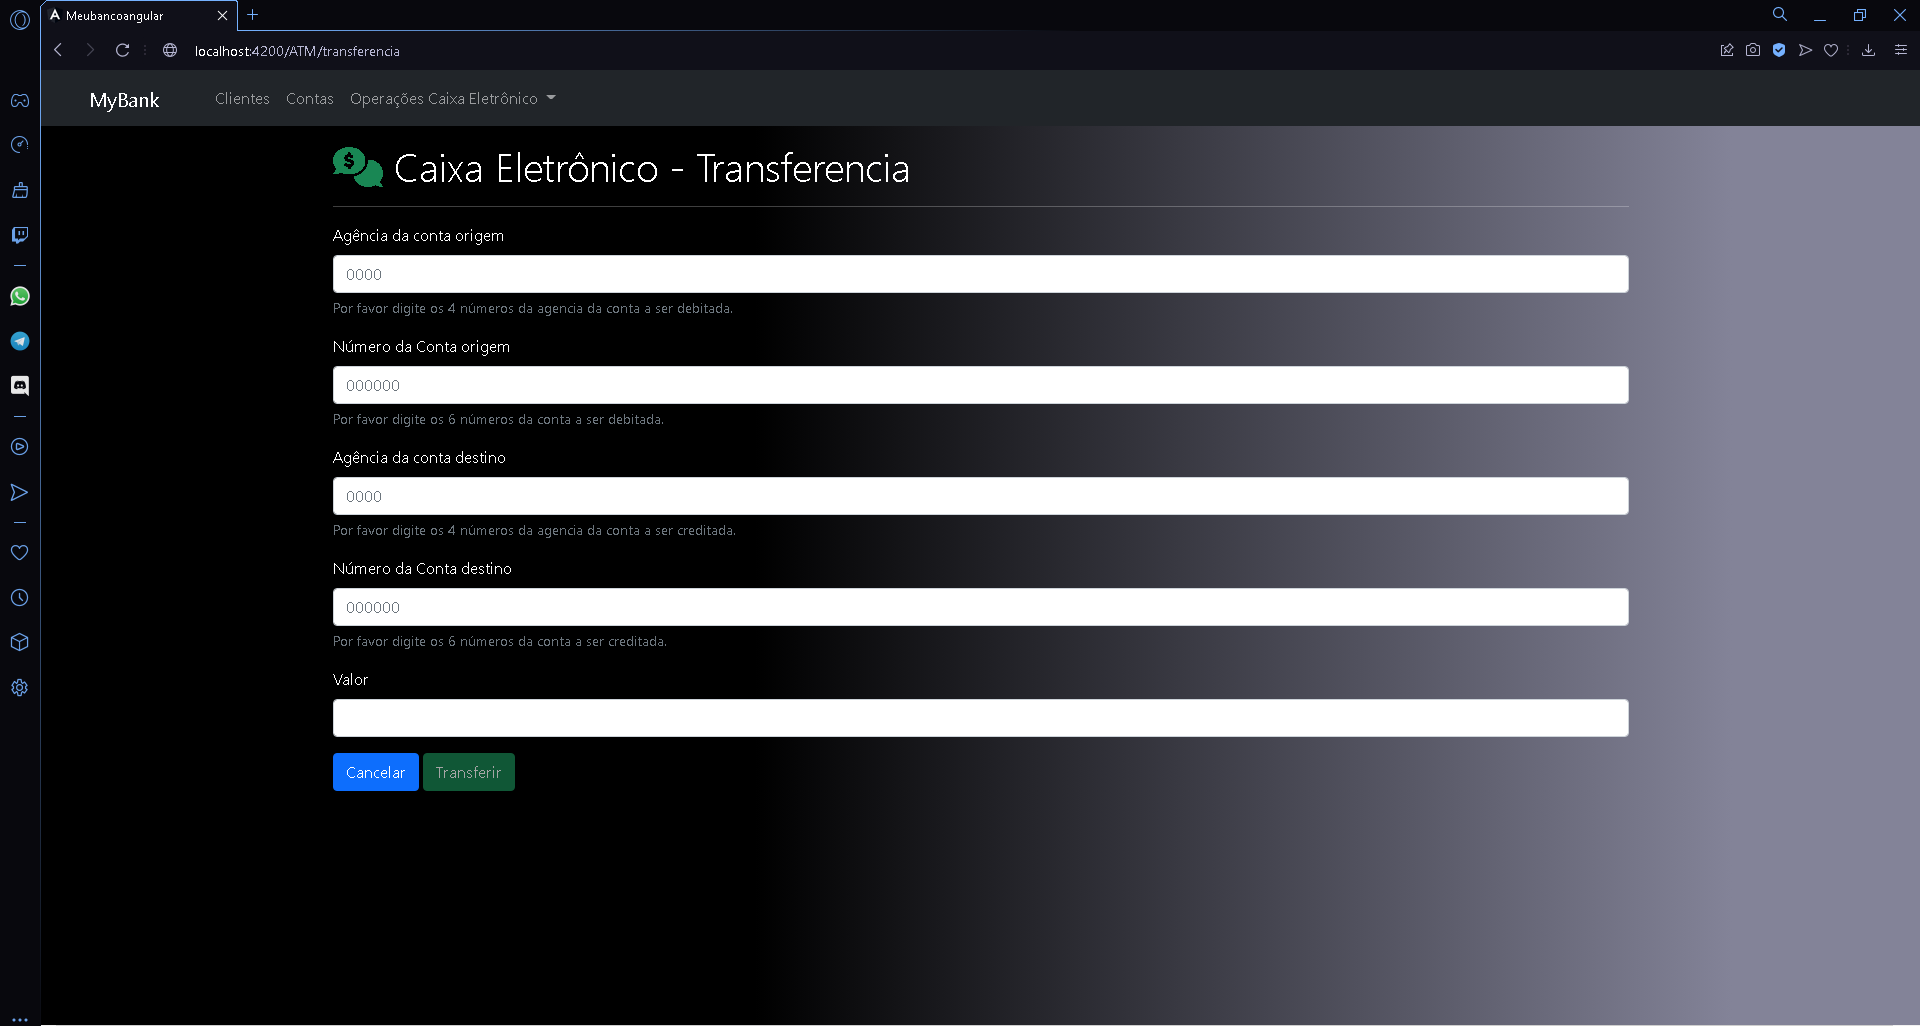 Meubancoangular
localhost:4200/ATM/transferencia
MyBank Clientes Contas Operações Caixa Eletrônico
Caixa Eletrônico - Transferencia
Agência da conta origem
0000
Por favor digite os 4 números da agencia da conta a ser debitada.
Número da Conta origem
000000
Por favor digite os 6 números da conta a ser debitada.
Agência da conta destino
0000
Por favor digite os 4 números da agencia da conta a ser creditada.
Número da Conta destino
000000
Por favor digite os 6 números da conta a ser creditada.
Valor
Cancelar Transferir